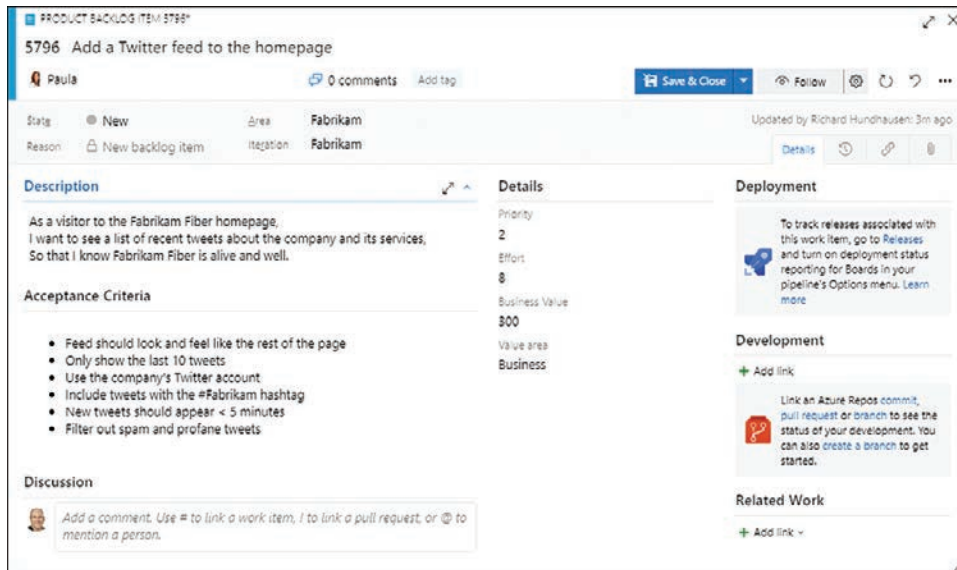 PRODUCT BACKLOG ITEM 5796*
5796 Add a Twitter feed to the homepage
Paula
0 comments
Add tag
Save & Close
Follow
State
New
Area
Fabrikam
Updated by Richard Hundhausen: 3m ago
Reason
New backlog item
Iteration
Fabrikam
Details
Description
As a visitor to the Fabrikam Fiber homepage,
I want to see a list of recent tweets about the company and its services,
So that I know Fabrikam Fiber is alive and well.
Acceptance Criteria
• Feed should look and feel like the rest of the page
• Only show the last 10 tweets
• Use the company's Twitter account
• Include tweets with the #Fabrikam hashtag
• New tweets should appear < 5 minutes
• Filter out spam and profane tweets
Discussion
Add a comment. Use # to link a work item, ! to link a pull request, or @ to
mention a person.
Details
Priority
2
Effort
8
Business Value
300
Value area
Business
Deployment
To track releases associated with
this work item, go to Releases
and turn on deployment status
reporting for Boards in your
pipeline's Options menu. Learn
more
Development
+ Add link
Link an Azure Repos commit,
pull request or branch to see the
status of your development. You
can also create a branch to get
started.
Related Work
+ Add link